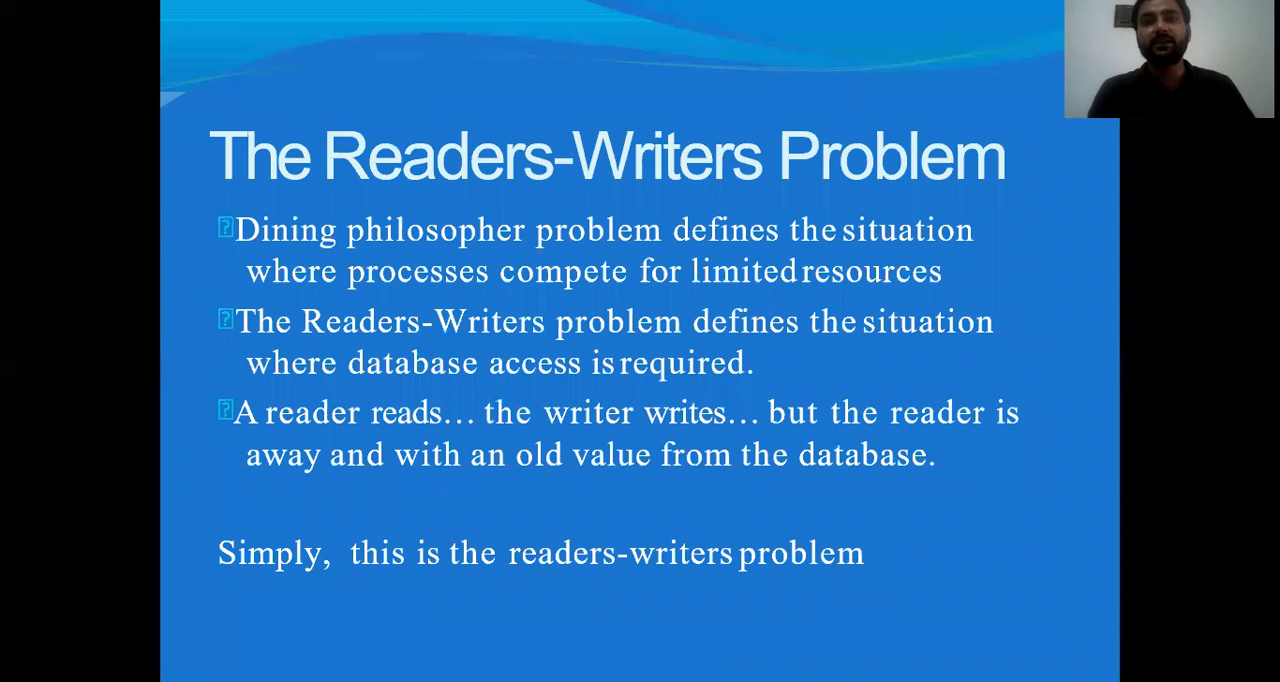 The Readers-Writers Problem
Dining philosopher problem defines the situation
where processes compete for limited resources
The Readers-Writers problem defines the situation
where database access is required.
A reader reads... the writer writes... but the reader is
away and with an old value from the database.
Simply, this is the readers-writers problem